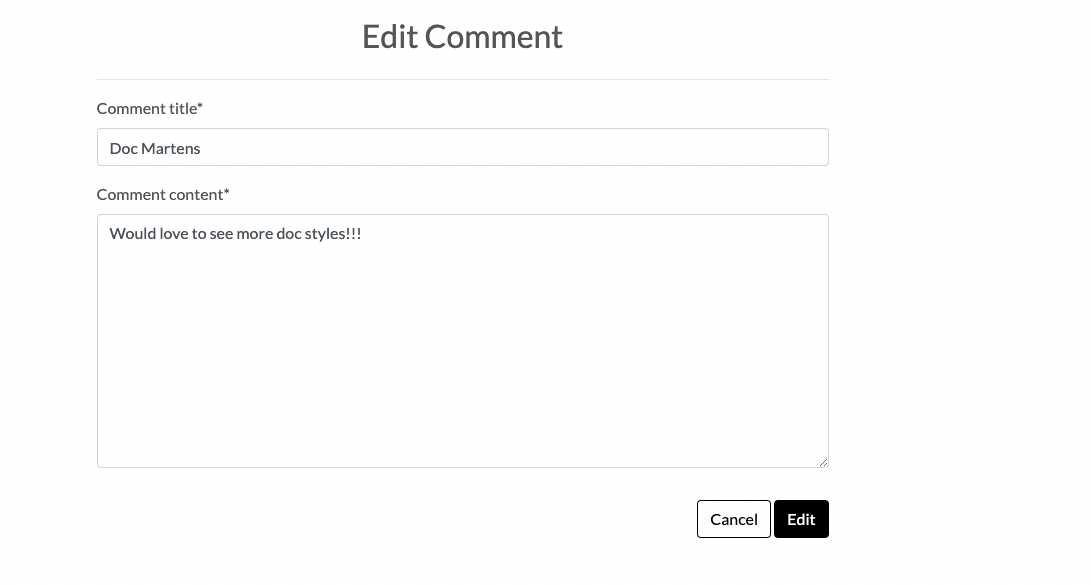 Edit Comment
Comment title*
Doc Martens
Comment content*
Would love to see more doc styles!!!
Cancel Edit